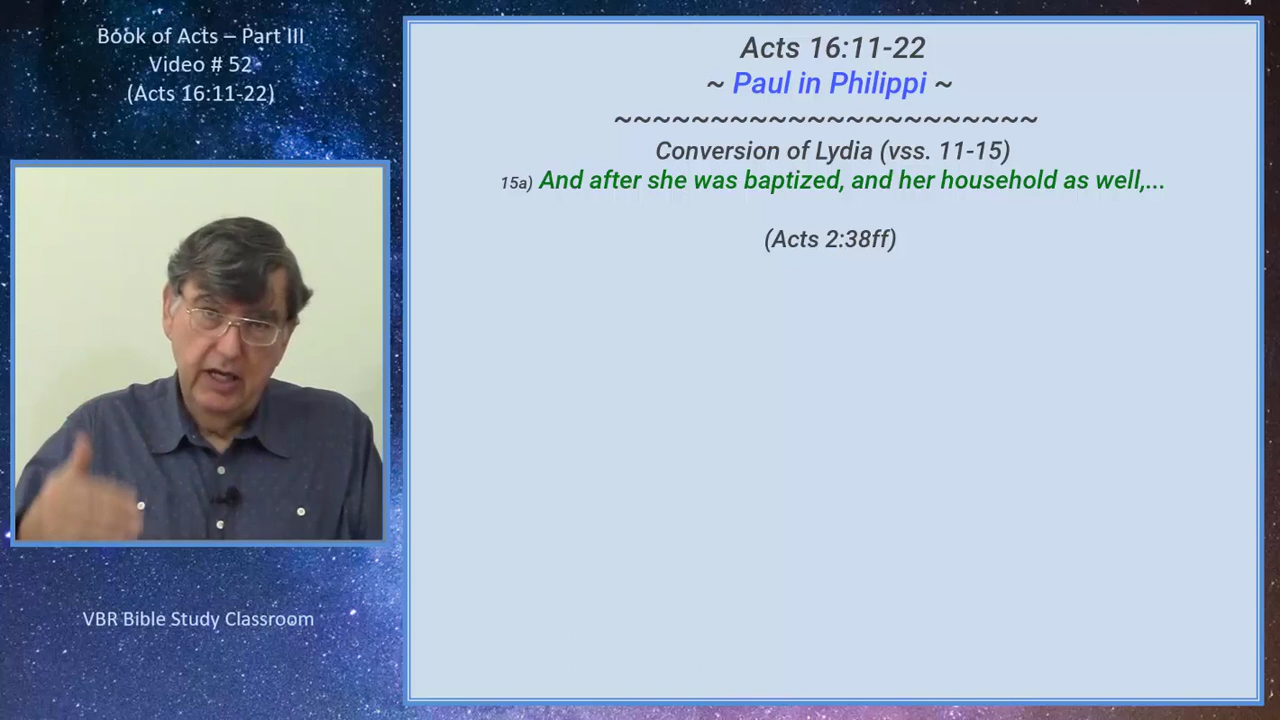 Book of Acts – Part III
Video # 52
(Acts 16:11-22)
Acts 16:11-22
~ Paul in Philippi ~
~~~~~~~~~~~~~~~~~~~~~~
Conversion of Lydia (vss. 11-15)
15a) And after she was baptized, and her household as well,...
(Acts 2:38ff)
VBR Bible Study Classroom